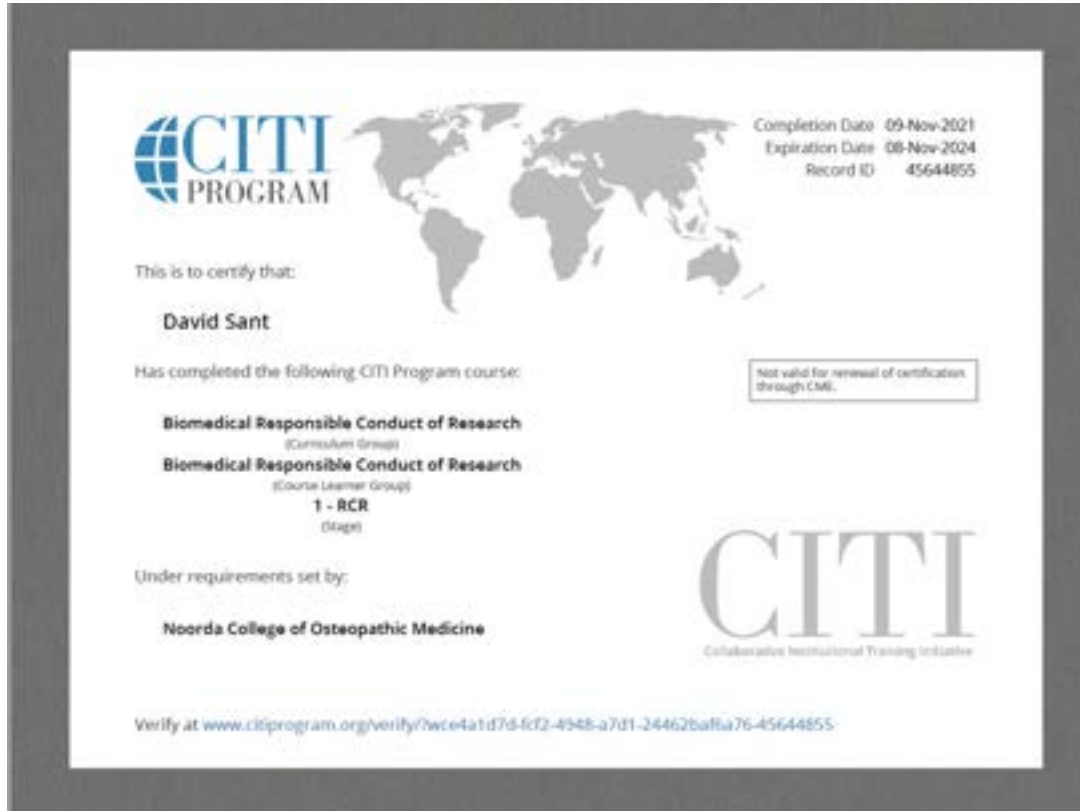 CITI
PROGRAM
Completion Date 09-Nov-2021
Expiration Date 08-Nov-2024
Record ID 45644855
This is to certify that:
David Sant
Has completed the following CITI Program course:
Not valid for renewal of certification
through CME.
Biomedical Responsible Conduct of Research
(Curriculum Group)
Biomedical Responsible Conduct of Research
(Course Learner Group)
1 - RCR
(Stage)
Under requirements set by:
Noorda College of Osteopathic Medicine
CITI
Collaborative Institutional Training Initiative
Verify at www.citiprogram.org/verify/?wce4a1d7d-fcf2-4948-a7d1-24462baf6a76-45644855